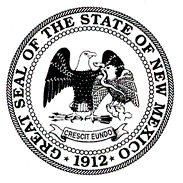 GREAT SEAL OF THE STATE OF NEW MEXICO
CRESCIT EUNDO
1912